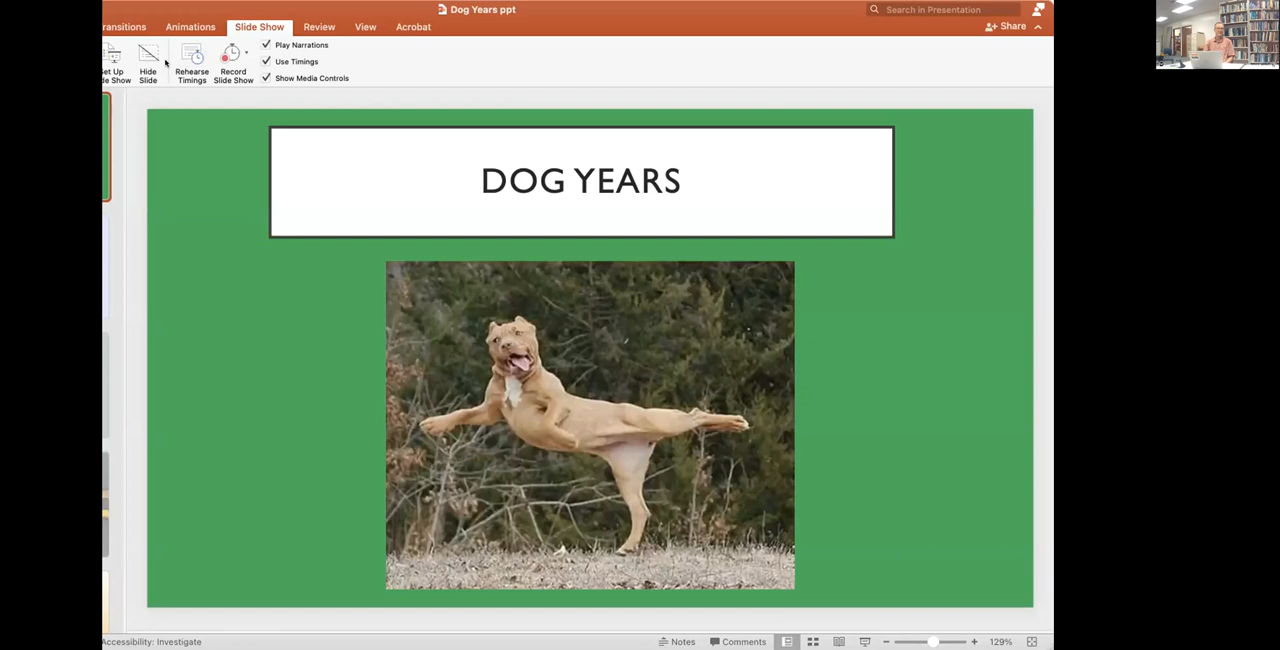 Dog Years ppt
Search in Presentation
ransitions Animations Slide Show Review View Acrobat
Share
et Up
de Show
Hide
Slide
Rehearse
Timings
Record
Slide Show
Play Narrations
Use Timings
Show Media Controls
DOG YEARS
Accessibility: Investigate
Notes Comments 129%